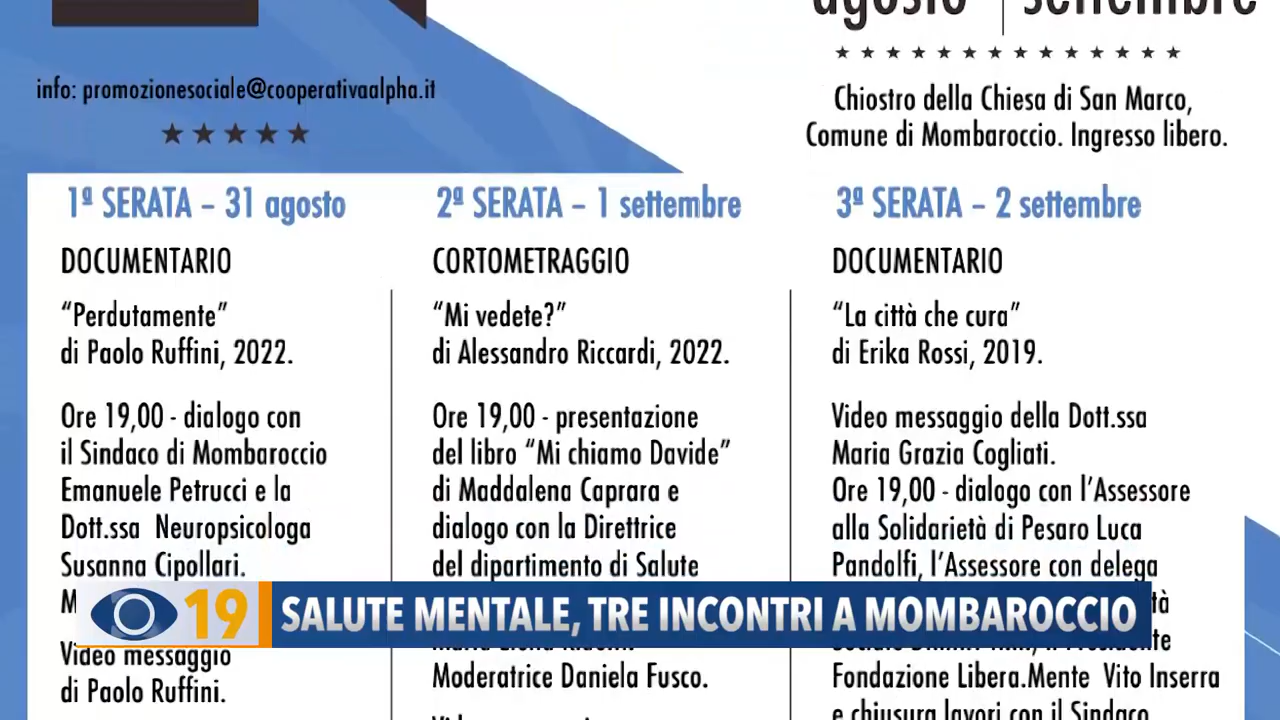 agosto settembre
info: promozionesociale@cooperativaalpha.it
Chiostro della Chiesa di San Marco,
Comune di Mombaroccio. Ingresso libero.
1ª SERATA – 31 agosto
DOCUMENTARIO
“Perdutamente”
di Paolo Ruffini, 2022.
Ore 19,00 - dialogo con
il Sindaco di Mombaroccio
Emanuele Petrucci e la
Dott.ssa Neuropsicologa
Susanna Cipollari.
M
Video messaggio
di Paolo Ruffini.
2ª SERATA – 1 settembre
CORTOMETRAGGIO
“Mi vedete?”
di Alessandro Riccardi, 2022.
Ore 19,00 - presentazione
del libro “Mi chiamo Davide”
di Maddalena Caprara e
dialogo con la Direttrice
del dipartimento di Salute
Moderatrice Daniela Fusco.
3ª SERATA – 2 settembre
DOCUMENTARIO
“La città che cura”
di Erika Rossi, 2019.
Video messaggio della Dott.ssa
Maria Grazia Cogliati.
Ore 19,00 - dialogo con l’Assessore
alla Solidarietà di Pesaro Luca
Pandolfi, l’Assessore con delega
Fondazione Libera.Mente Vito Inserra
e chiusura lavori con il Sindaco
19 SALUTE MENTALE, TRE INCONTRI A MOMBAROCCIO